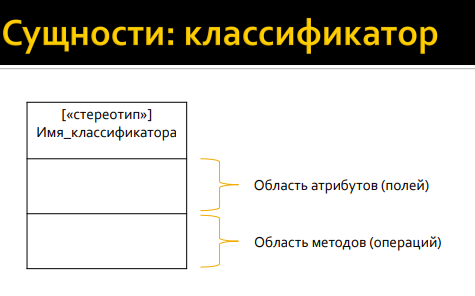 Сущности: классификатор
[«стереотип»]
Имя_классификатора
Область атрибутов (полей)
Область методов (операций)